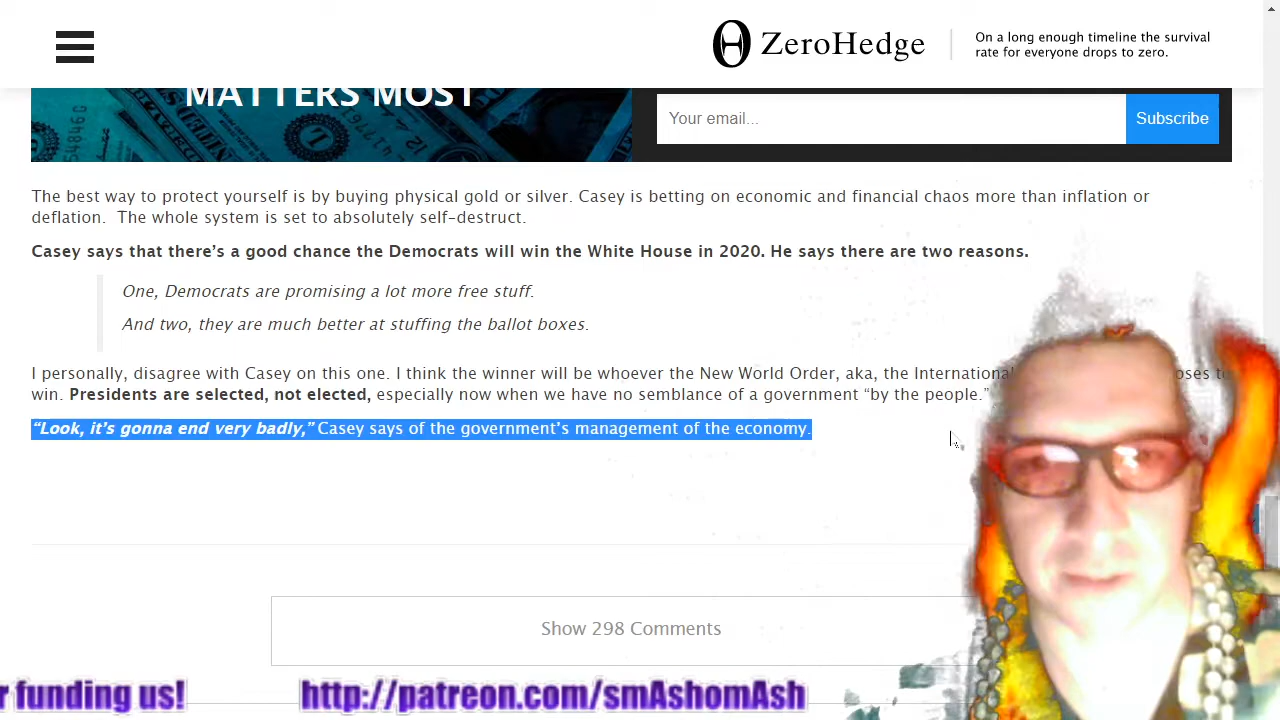 ZeroHedge
On a long enough timeline the survival
rate for everyone drops to zero.
MATTERS MOST
Your email...
Subscribe
The best way to protect yourself is by buying physical gold or silver. Casey is betting on economic and financial chaos more than inflation or
deflation.  The whole system is set to absolutely self-destruct.
Casey says that there’s a good chance the Democrats will win the White House in 2020. He says there are two reasons.
One, Democrats are promising a lot more free stuff.
And two, they are much better at stuffing the ballot boxes.
I personally, disagree with Casey on this one. I think the winner will be whoever the New World Order, aka, the International
win. Presidents are selected, not elected, especially now when we have no semblance of a government “by the people.”
“Look, it’s gonna end very badly,” Casey says of the government’s management of the economy.
Show 298 Comments
funding us!
http://patreon.com/smAshomAsh